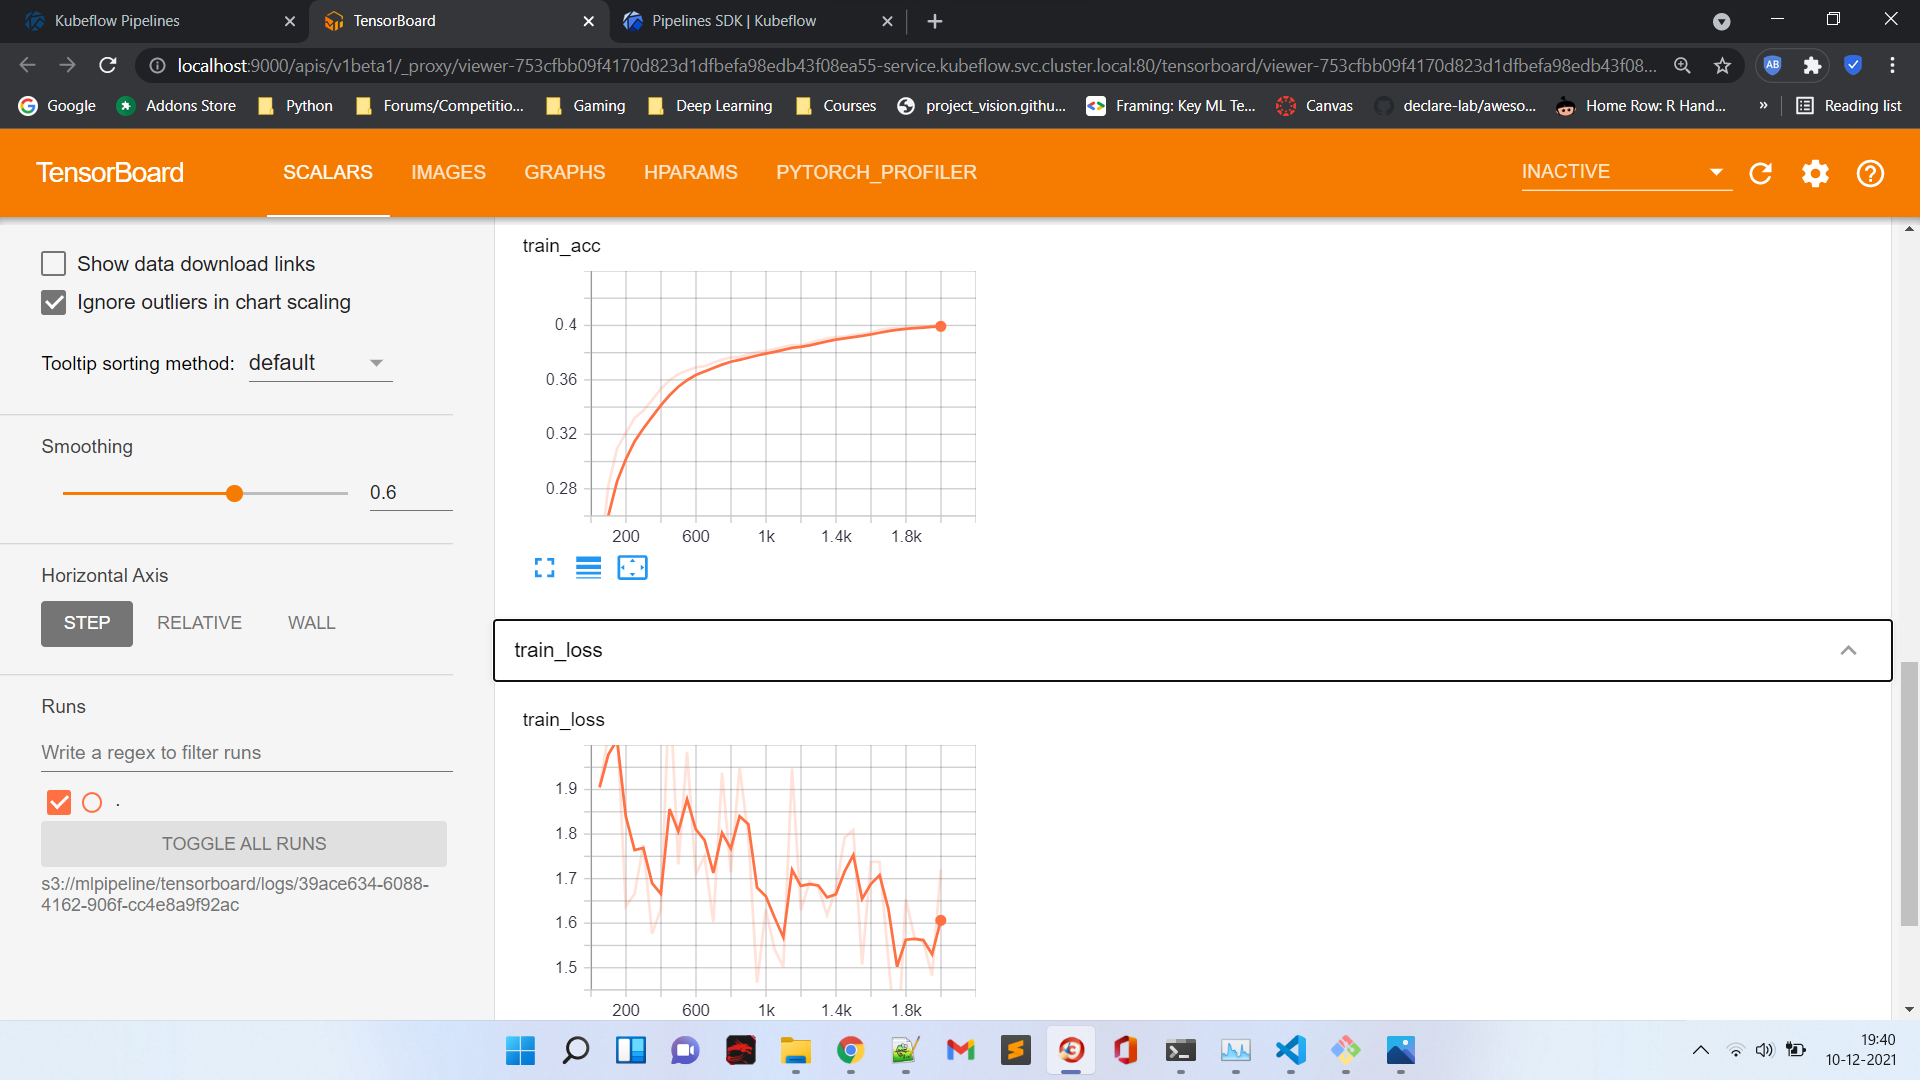 Kubeflow Pipelines
TensorBoard
Pipelines SDK | Kubeflow
localhost:9000/apis/v1beta1/_proxy/viewer-753cfbb09f4170d823d1dfbefa98edb43f08ea55-service.kubeflow.svc.cluster.local:80/tensorboard/viewer-753cfbb09f4170d823d1dfbefa98edb43f08...
AB
Google
Addons Store
Python
Forums/Competitio...
Gaming
Deep Learning
Courses
project_vision.githu...
Framing: Key ML Te...
Canvas
declare-lab/aweso...
Home Row: R Hand...
»
Reading list
TensorBoard
SCALARS
IMAGES
GRAPHS
HPARAMS
PYTORCH_PROFILER
INACTIVE
Show data download links
Ignore outliers in chart scaling
Tooltip sorting method: default
Smoothing
0.6
Horizontal Axis
STEP
RELATIVE
WALL
Runs
Write a regex to filter runs
.
TOGGLE ALL RUNS
s3://mlpipeline/tensorboard/logs/39ace634-6088-
4162-906f-cc4e8a9f92ac
train_acc
0.4
0.36
0.32
0.28
200 600 1k 1.4k 1.8k
train_loss
train_loss
1.9
1.8
1.7
1.6
1.5
200 600 1k 1.4k 1.8k
19:40
10-12-2021